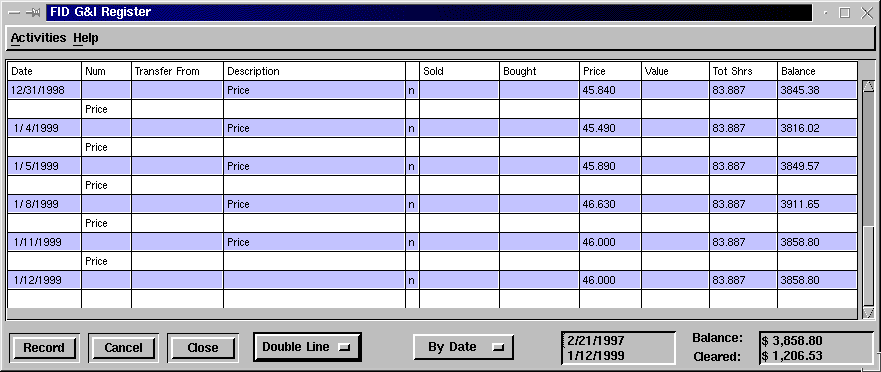 FID G&I Register
Activities Help
Date Num Transfer From Description Sold Bought Price Value Tot Shrs Balance
12/31/1998 Price n 45.840 83.887 3845.38
Price
1/ 4/1999 Price n 45.490 83.887 3816.02
Price
1/ 5/1999 Price n 45.890 83.887 3849.57
Price
1/ 8/1999 Price n 46.630 83.887 3911.65
Price
1/11/1999 Price n 46.000 83.887 3858.80
Price
1/12/1999 n 46.000 83.887 3858.80
Record Cancel Close Double Line By Date
2/21/1997
1/12/1999
Balance: $ 3,858.80
Cleared: $ 1,206.53